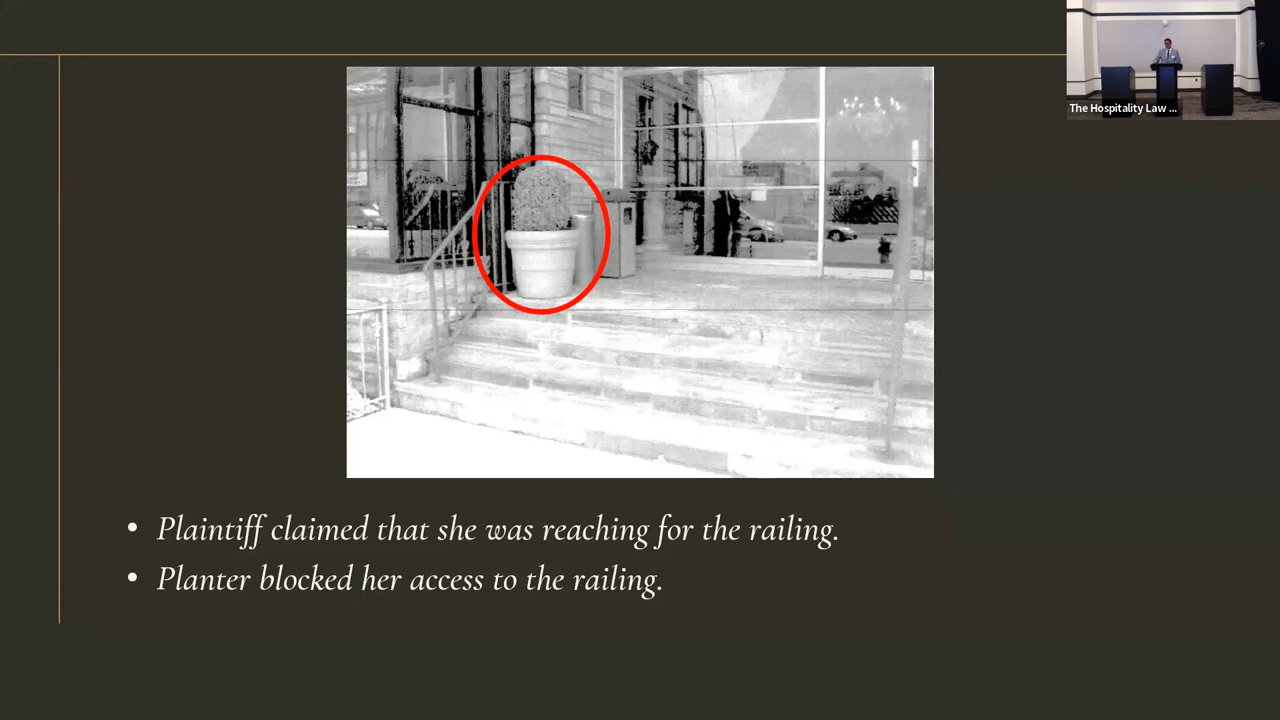 The Hospitality Law ...
• Plaintiff claimed that she was reaching for the railing.
• Planter blocked her access to the railing.